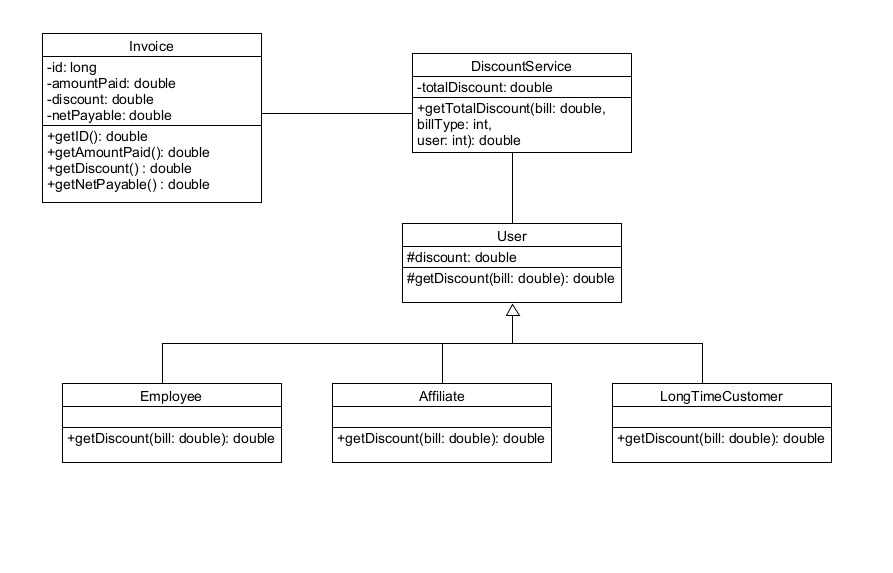 Invoice
-id: long
-amountPaid: double
-discount: double
-netPayable: double
+getID(): double
+getAmountPaid(): double
+getDiscount() : double
+getNetPayable() : double
DiscountService
-totalDiscount: double
+getTotalDiscount(bill: double,
billType: int,
user: int): double
User
#discount: double
#getDiscount(bill: double): double
Employee
+getDiscount(bill: double): double
Affiliate
+getDiscount(bill: double): double
LongTimeCustomer
+getDiscount(bill: double): double